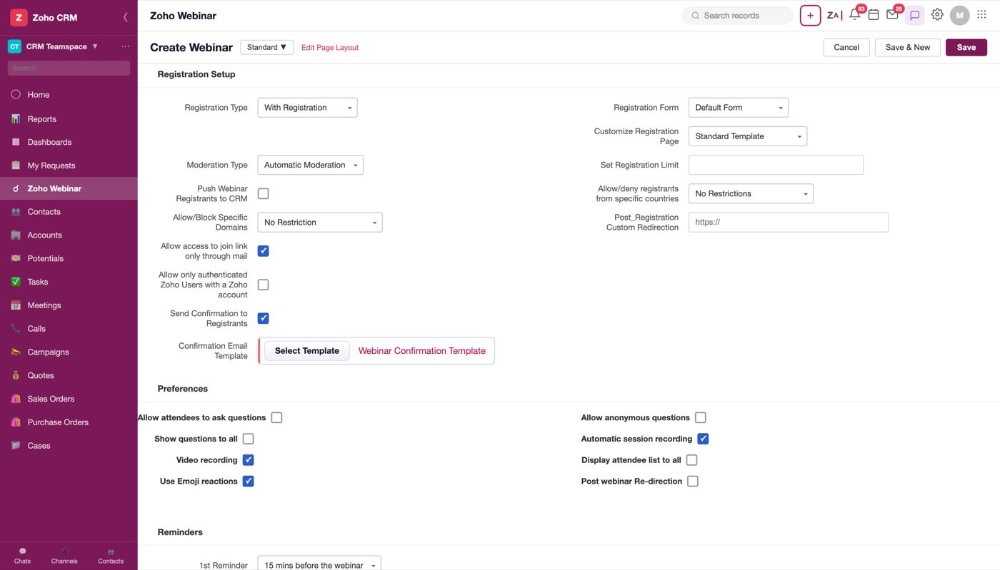 Z Zoho CRM
CT CRM Teamspace ▼ ...
Search
Home
Reports
Dashboards
My Requests
Zoho Webinar
Contacts
Accounts
Potentials
Tasks
17 Meetings
Calls
Campaigns
Quotes
Sales Orders
Purchase Orders
Cases
Chats Channels Contacts
Zoho Webinar
Search records
+ ZA 83 25 M
Create Webinar Standard ▼ Edit Page Layout
Cancel Save & New Save
Registration Setup
Registration Type With Registration
Registration Form Default Form
Customize Registration
Page
Standard Template
Moderation Type Automatic Moderation
Set Registration Limit
Push Webinar
Registrants to CRM
Allow/deny registrants
from specific countries
No Restrictions
Allow/Block Specific
Domains
No Restriction
Post_Registration
Custom Redirection
https://
Allow access to join link
only through mail
Allow only authenticated
Zoho Users with a Zoho
account
Send Confirmation to
Registrants
Confirmation Email
Template
Select Template Webinar Confirmation Template
Preferences
Allow attendees to ask questions
Allow anonymous questions
Show questions to all
Automatic session recording
Video recording
Display attendee list to all
Use Emoji reactions
Post webinar Re-direction
Reminders
1st Reminder 15 mins before the webinar